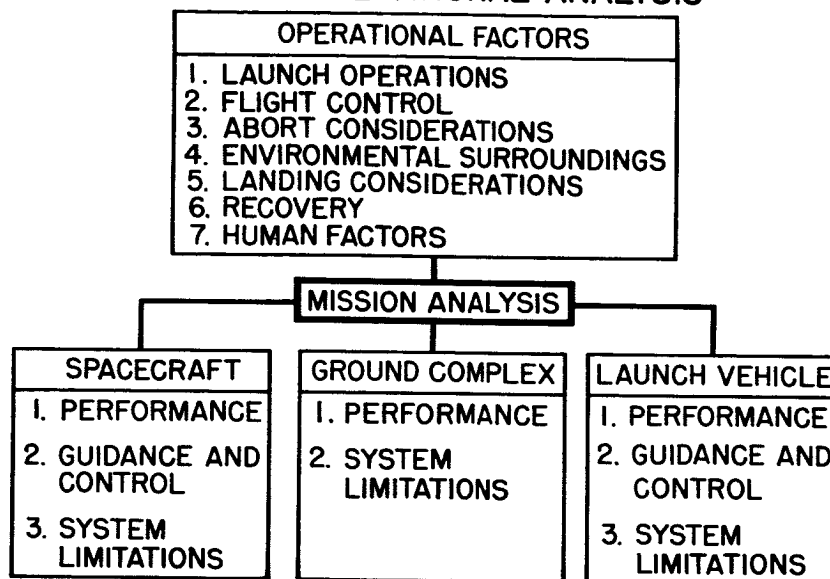 ANALYSIS
OPERATIONAL FACTORS
1. LAUNCH OPERATIONS
2. FLIGHT CONTROL
3. ABORT CONSIDERATIONS
4. ENVIRONMENTAL SURROUNDINGS
5. LANDING CONSIDERATIONS
6. RECOVERY
7. HUMAN FACTORS
MISSION ANALYSIS
SPACECRAFT
1. PERFORMANCE
2. GUIDANCE AND
CONTROL
3. SYSTEM
LIMITATIONS
GROUND COMPLEX
1. PERFORMANCE
2. SYSTEM
LIMITATIONS
LAUNCH VEHICLE
1. PERFORMANCE
2. GUIDANCE AND
CONTROL
3. SYSTEM
LIMITATIONS